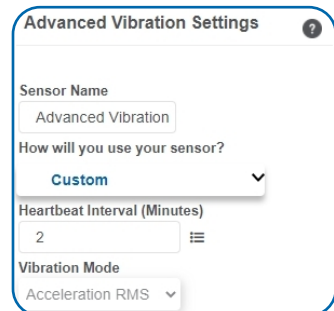 Advanced Vibration Settings ?
Sensor Name
Advanced Vibration
How will you use your sensor?
Custom
Heartbeat Interval (Minutes)
2
Vibration Mode
Acceleration RMS